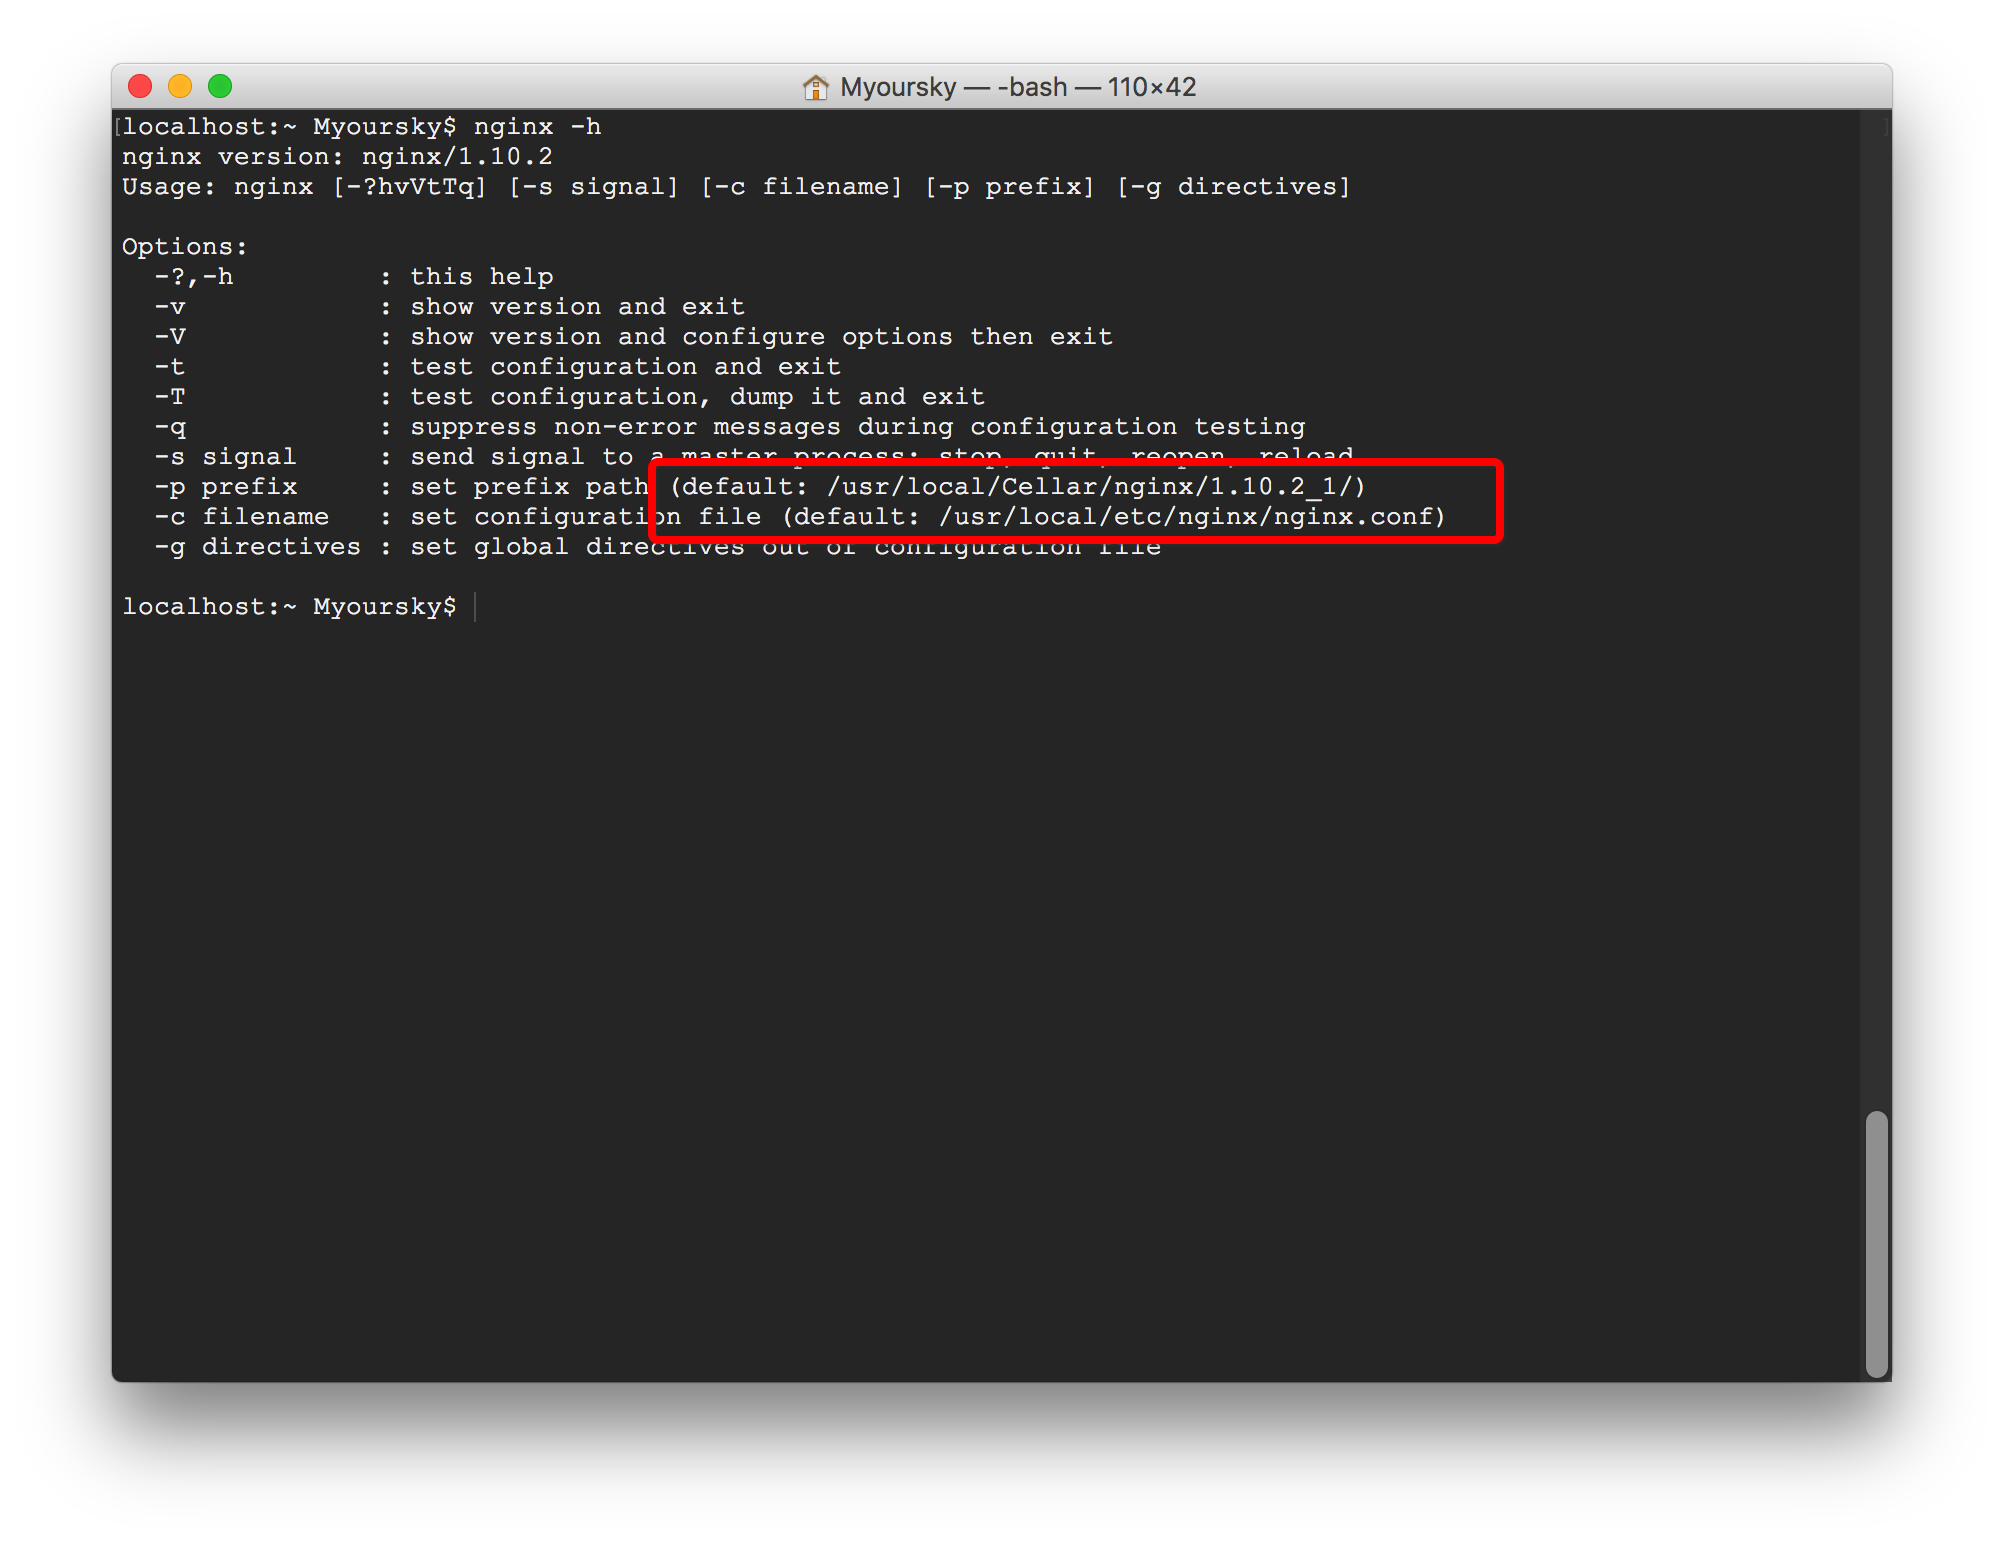 Myoursky — -bash — 110×42
localhost:~ Myoursky$ nginx -h
nginx version: nginx/1.10.2
Usage: nginx [-?hvVtTq] [-s signal] [-c filename] [-p prefix] [-g directives]
Options:
-?,-h : this help
-v : show version and exit
-V : show version and configure options then exit
-t : test configuration and exit
-T : test configuration, dump it and exit
-q : suppress non-error messages during configuration testing
-s signal : send signal to a master process: stop, quit, reopen, reload
-p prefix : set prefix path (default: /usr/local/Cellar/nginx/1.10.2_1/)
-c filename : set configuration file (default: /usr/local/etc/nginx/nginx.conf)
-g directives : set global directives out of configuration file
localhost:~ Myoursky$